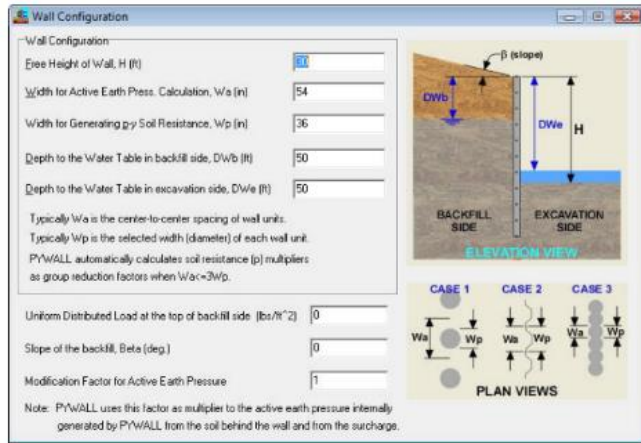 Wall Configuration
Wall Configuration
Free Height of Wall, H (ft)
30
Width for Active Earth Press. Calculation, Wa (in)
54
Width for Generating p-y Soil Resistance, Wp (in)
36
Depth to the Water Table in backfill side, DWb (ft)
50
Depth to the Water Table in excavation side, DWe (ft)
50
Typically Wa is the center-to-center spacing of wall units.
Typically Wp is the selected width (diameter) of each wall unit.
PYWALL automatically calculates soil resistance (p) multipliers
as group reduction factors when Wa<=3Wp.
Uniform Distributed Load at the top of backfill side (lbs/ft^2)
0
Slope of the backfill, Beta (deg.)
0
Modification Factor for Active Earth Pressure
1
Note: PYWALL uses this factor as multiplier to the active earth pressure internally
generated by PYWALL from the soil behind the wall and from the surcharge.
β (slope)
DWb
DWe
H
BACKFILL
SIDE
EXCAVATION
SIDE
ELEVATION VIEW
CASE 1
CASE 2
CASE 3
Wa
Wp
Wa
Wp
Wa
Wp
PLAN VIEWS